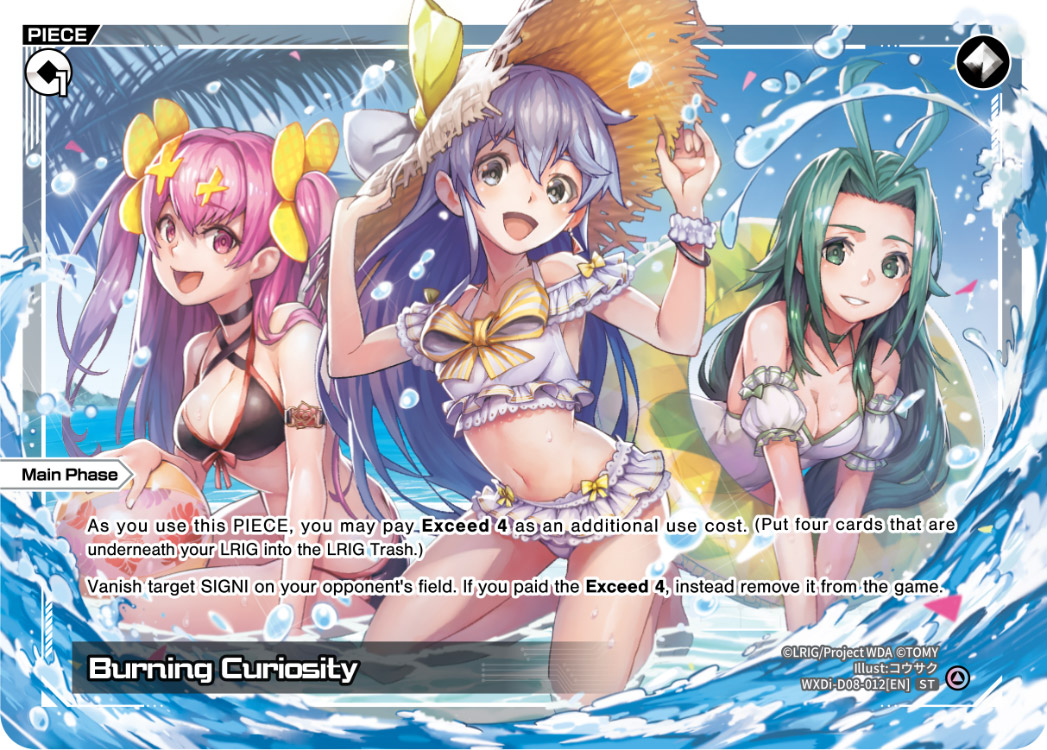 PIECE
1
Main Phase
As you use this PIECE, you may pay Exceed 4 as an additional use cost. (Put four cards that are
underneath your LRIG into the LRIG Trash.)
Vanish target SIGNI on your opponent's field. If you paid the Exceed 4, instead remove it from the game.
Burning Curiosity
©LRIG/Project WDA ©TOMY
Illust:コウサク
WXDi-D08-012[EN] ST